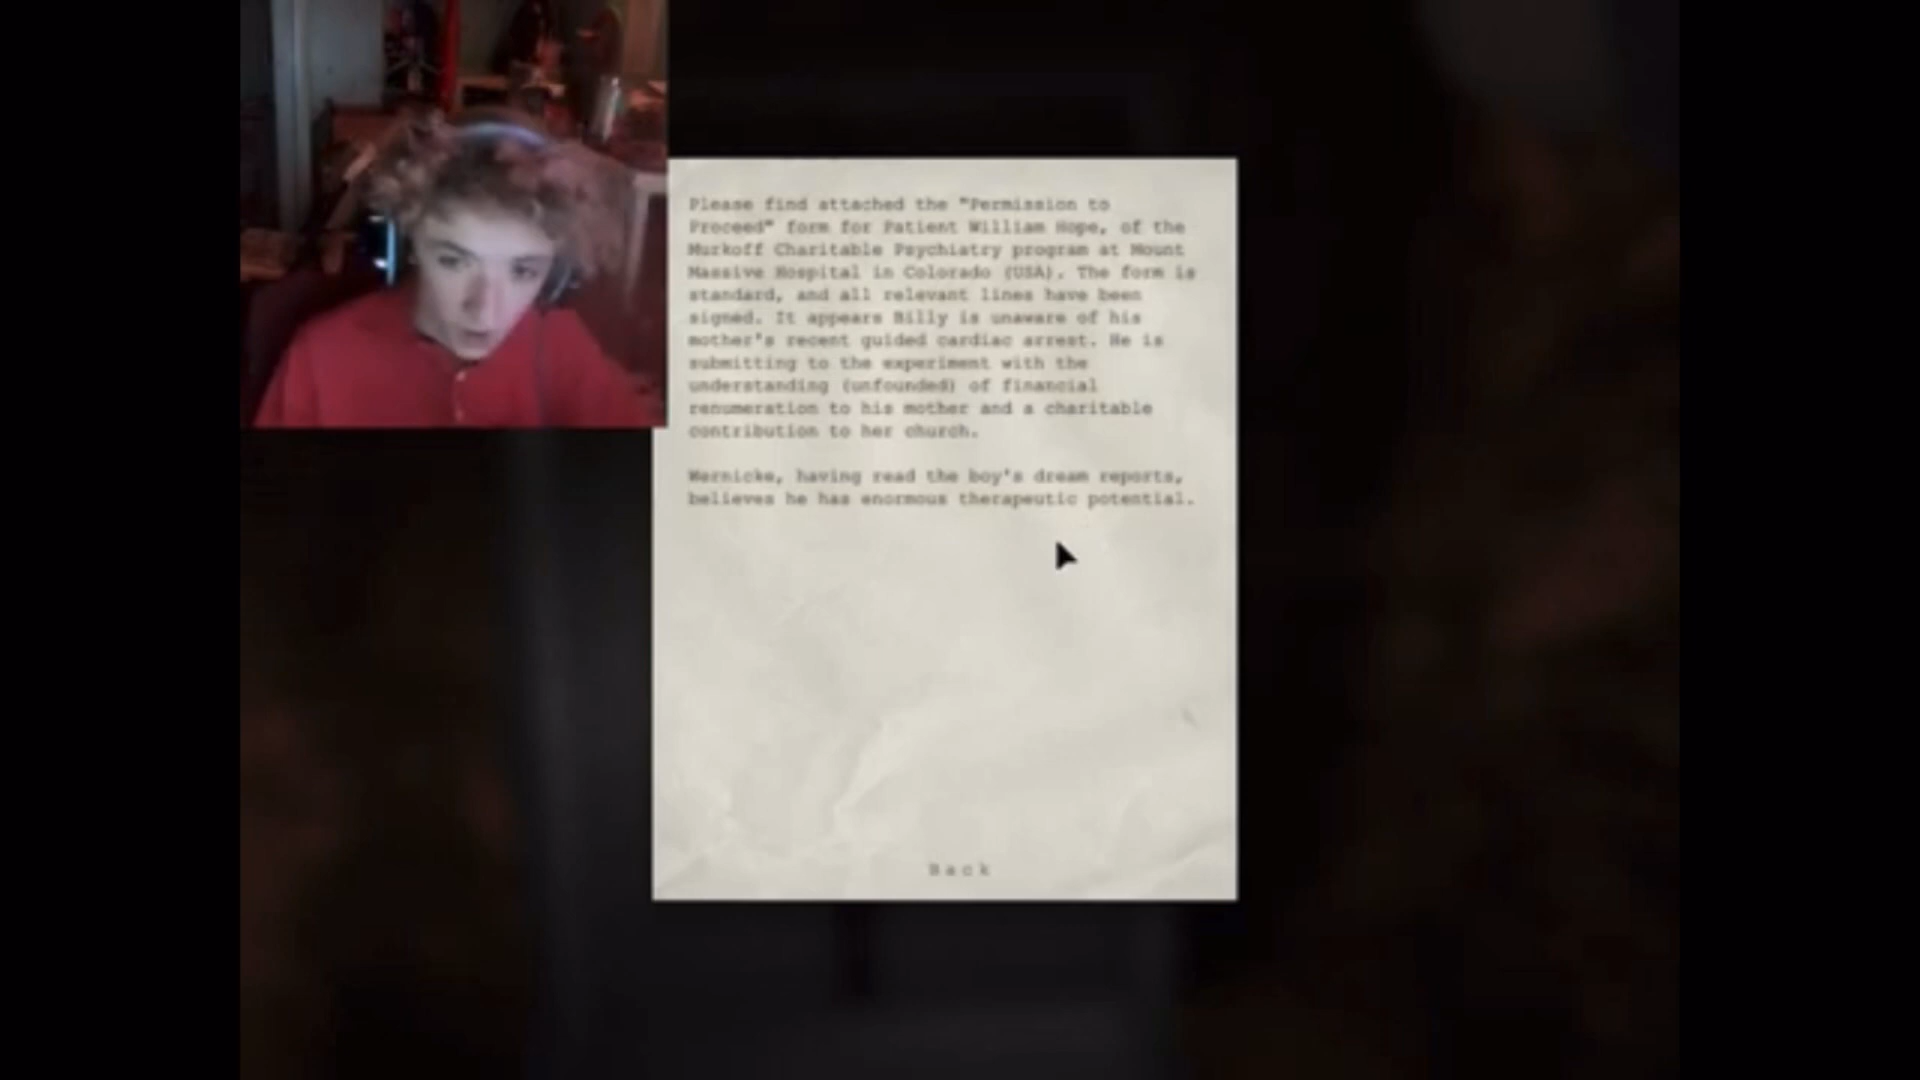 Please find attached the "Permission to
Proceed" form for Patient William Hope, of the
Murkoff Charitable Psychiatry program at Mount
Massive Hospital in Colorado (USA). The form is
standard, and all relevant lines have been
signed. It appears Billy is unaware of his
mother's recent guided cardiac arrest. He is
submitting to the experiment with the
understanding (unfounded) of financial
renumeration to his mother and a charitable
contribution to her church.
Wernicke, having read the boy's dream reports,
believes he has enormous therapeutic potential.
Back